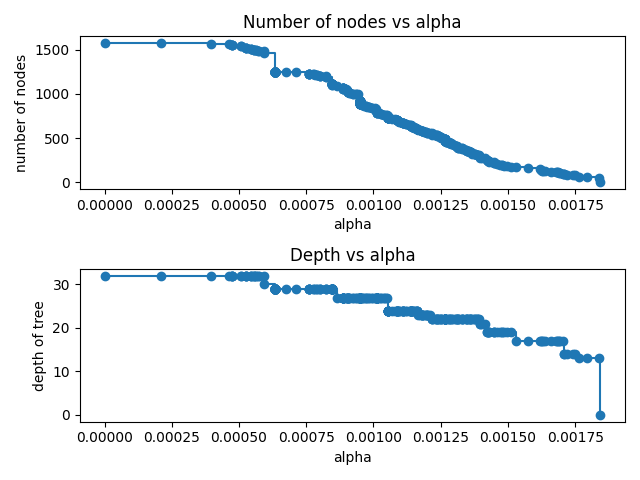 Number of nodes vs alpha
number of nodes
1500
1000
500
0
0.00000 0.00025 0.00050 0.00075 0.00100 0.00125 0.00150 0.00175
alpha
Depth vs alpha
depth of tree
30
20
10
0
0.00000 0.00025 0.00050 0.00075 0.00100 0.00125 0.00150 0.00175
alpha